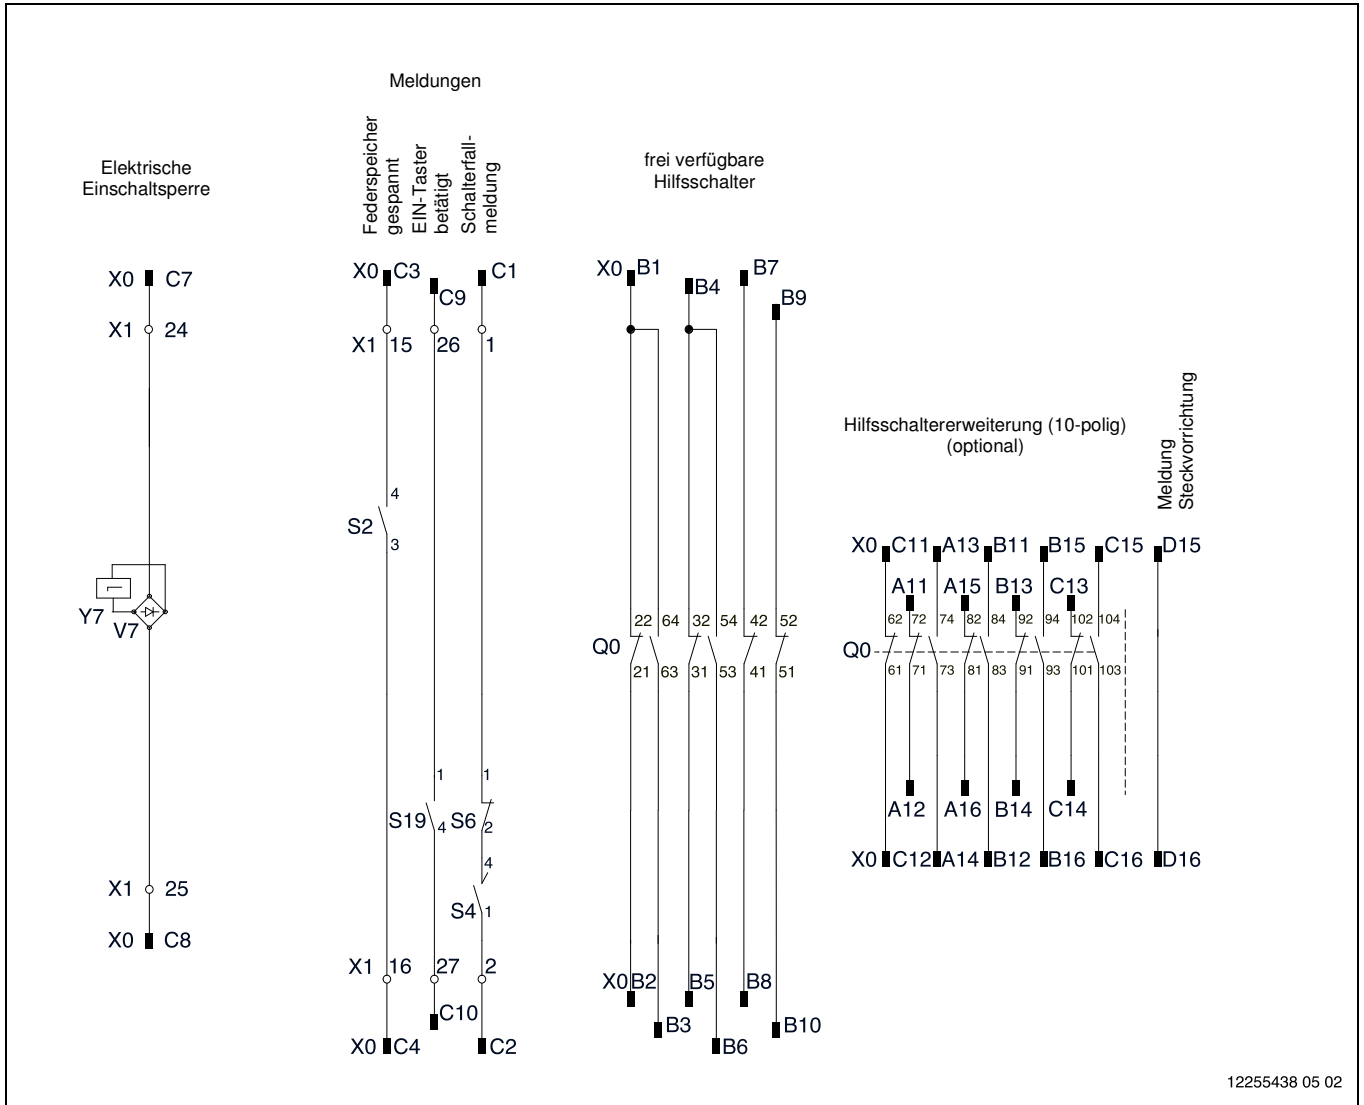 Meldungen
Elektrische
Einschaltsperre
Federspeicher
gespannt
EIN-Taster
betätigt
Schalterfall-
meldung
frei verfügbare
Hilfsschalter
X0 C7
X1 24
Y7
V7
X1 25
X0 C8
X0 C3
C9
C1
X1 15 26 1
4
S2
3
1 1
S19 4 S6 2
4
S4 1
X1 16 27 2
C10
X0 C4 C2
X0 B1
B4
B7
B9
22 64 32 54 42 52
Q0
21 63 31 53 41 51
X0 B2 B5 B8
B3 B10
B6
Hilfsschaltererweiterung (10-polig)
(optional)
Meldung
Steckvorrichtung
X0 C11 A13 B11 B15 C15 D15
A11 A15 B13 C13
62 72 74 82 84 92 94 102 104
Q0
61 71 73 81 83 91 93 101 103
A12 A16 B14 C14
X0 C12 A14 B12 B16 C16 D16
12255438 05 02